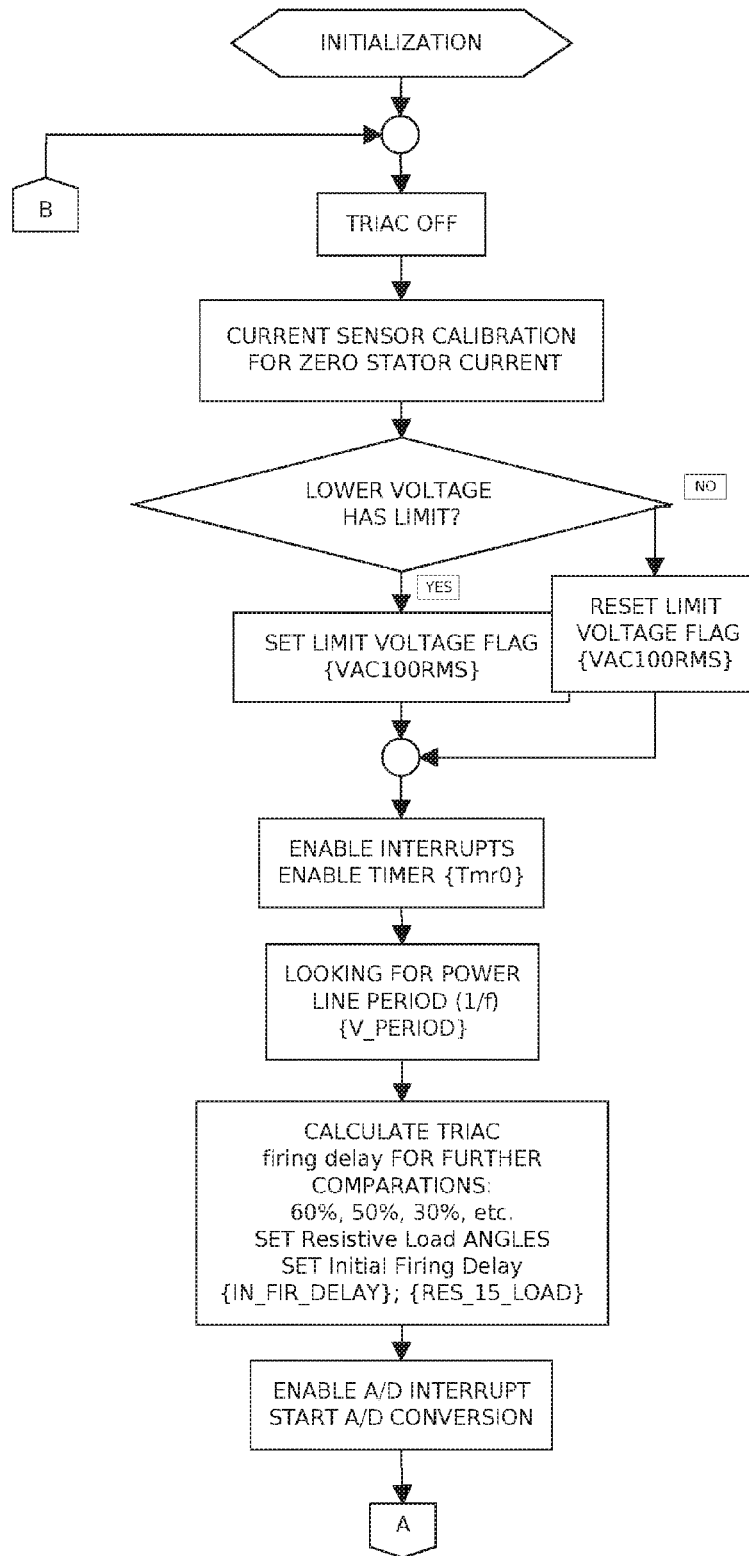 INITIALIZATION
B
TRIAC OFF
CURRENT SENSOR CALIBRATION
FOR ZERO STATOR CURRENT
LOWER VOLTAGE
HAS LIMIT?
NO
YES
SET LIMIT VOLTAGE FLAG
{VAC100RMS}
RESET LIMIT
VOLTAGE FLAG
{VAC100RMS}
ENABLE INTERRUPTS
ENABLE TIMER {Tmr0}
LOOKING FOR POWER
LINE PERIOD (1/f)
{V_PERIOD}
CALCULATE TRIAC
firing delay FOR FURTHER
COMPARATIONS:
60%, 50%, 30%, etc.
SET Resistive Load ANGLES
SET Initial Firing Delay
{IN_FIR_DELAY}; {RES_15_LOAD}
ENABLE A/D INTERRUPT
START A/D CONVERSION
A